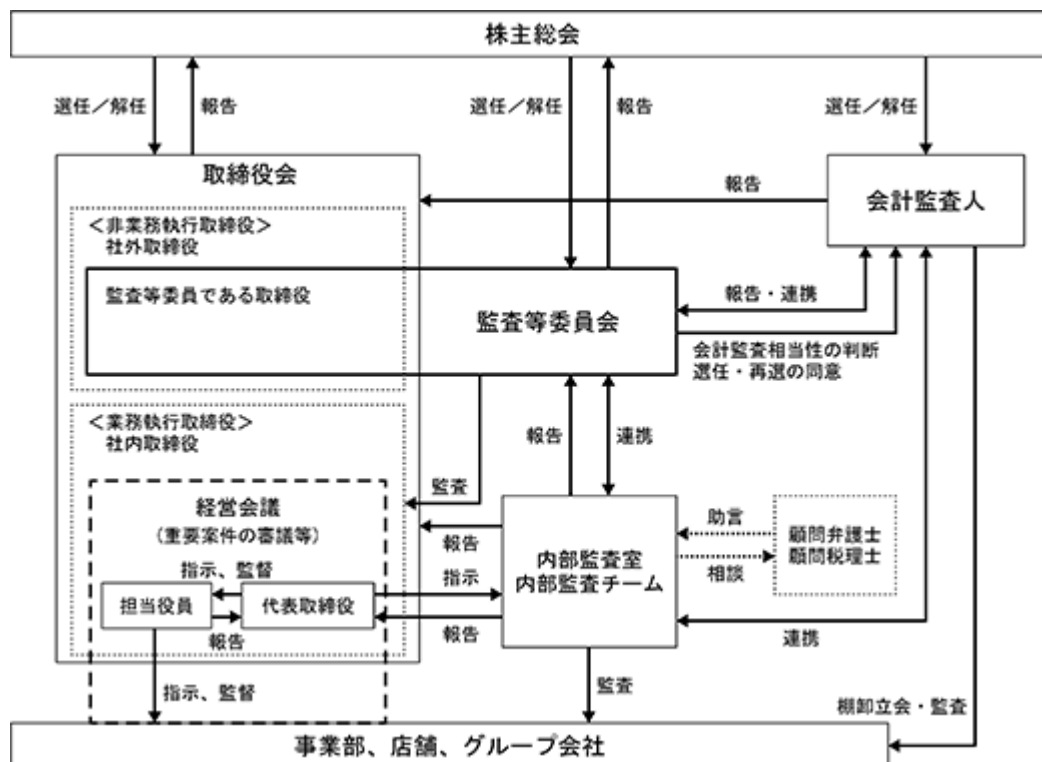 株主総会
選任／解任
報告
選任／解任
報告
選任／解任
取締役会
報告
会計監査人
＜非業務執行取締役＞
社外取締役
監査等委員である取締役
監査等委員会
報告・連携
会計監査相当性の判断
選任・再選の同意
＜業務執行取締役＞
社内取締役
報告
連携
監査
経営会議
（重要案件の審議等）
報告
内部監査室
内部監査チーム
助言
相談
顧問弁護士
顧問税理士
指示、監督
指示
担当役員
代表取締役
報告
報告
連携
指示、監督
監査
棚卸立会・監査
事業部、店舗、グループ会社